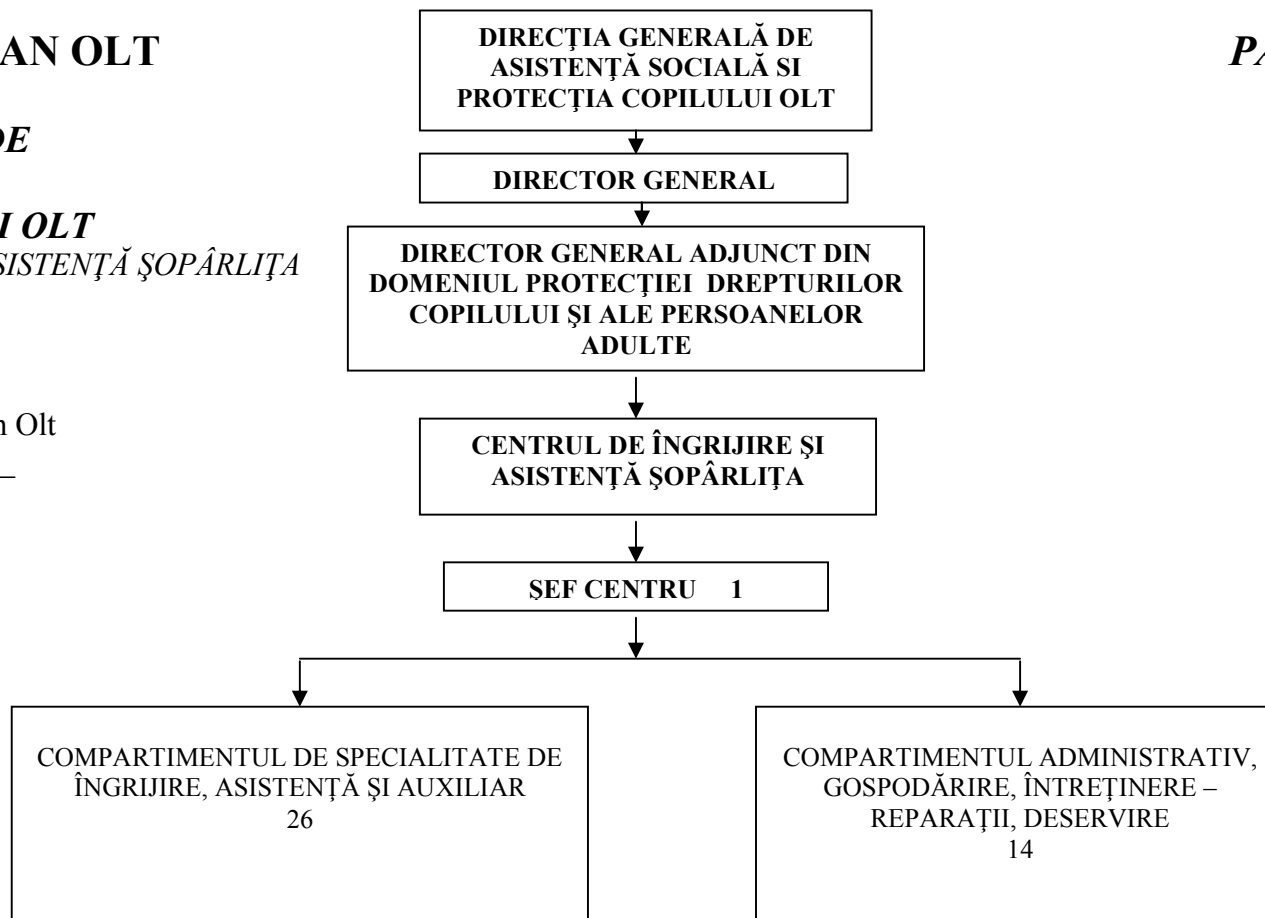 AN OLT
DE
I OLT
SISTENŢĂ ŞOPÂRLIŢA
n Olt
–
PA
DIRECŢIA GENERALĂ DE
ASISTENŢĂ SOCIALĂ SI
PROTECŢIA COPILULUI OLT
DIRECTOR GENERAL
DIRECTOR GENERAL ADJUNCT DIN
DOMENIUL PROTECŢIEI DREPTURILOR
COPILULUI ŞI ALE PERSOANELOR
ADULTE
CENTRUL DE ÎNGRIJIRE ŞI
ASISTENŢĂ ŞOPÂRLIŢA
ŞEF CENTRU 1
COMPARTIMENTUL DE SPECIALITATE DE
ÎNGRIJIRE, ASISTENŢĂ ŞI AUXILIAR
26
COMPARTIMENTUL ADMINISTRATIV,
GOSPODĂRIRE, ÎNTREŢINERE –
REPARAŢII, DESERVIRE
14